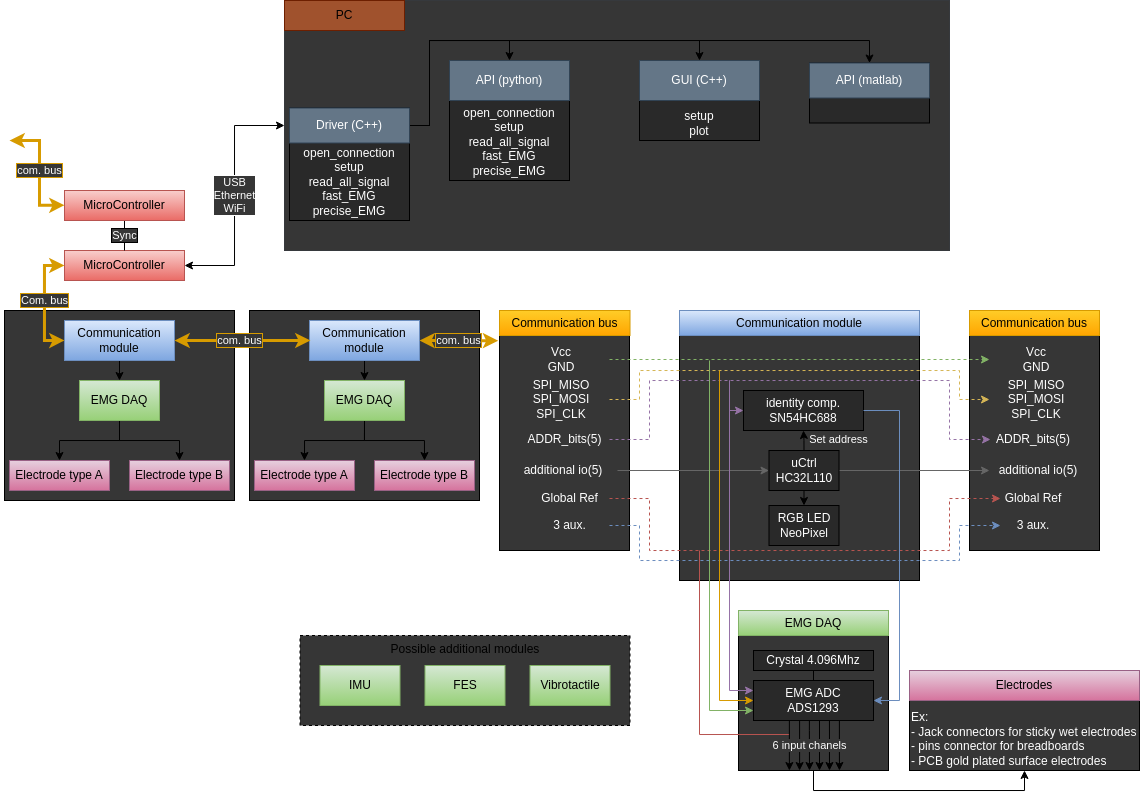 PC
API (python)
open_connection
setup
read_all_signal
fast_EMG
precise_EMG
GUI (C++)
setup
plot
API (matlab)
Driver (C++)
open_connection
setup
read_all_signal
fast_EMG
precise_EMG
USB
Ethernet
WiFi
com. bus
MicroController
Sync
MicroController
Com. bus
Communication
module
EMG DAQ
Electrode type A
Electrode type B
com. bus
Communication
module
EMG DAQ
Electrode type A
Electrode type B
com. bus
Communication bus
Vcc
GND
SPI_MISO
SPI_MOSI
SPI_CLK
ADDR_bits(5)
additional io(5)
Global Ref
3 aux.
Communication module
identity comp.
SN54HC688
Set address
uCtrl
HC32L110
RGB LED
NeoPixel
Communication bus
Vcc
GND
SPI_MISO
SPI_MOSI
SPI_CLK
ADDR_bits(5)
additional io(5)
Global Ref
3 aux.
Possible additional modules
IMU
FES
Vibrotactile
EMG DAQ
Crystal 4.096Mhz
EMG ADC
ADS1293
6 input chanels
Electrodes
Ex:
- Jack connectors for sticky wet electrodes
- pins connector for breadboards
- PCB gold plated surface electrodes